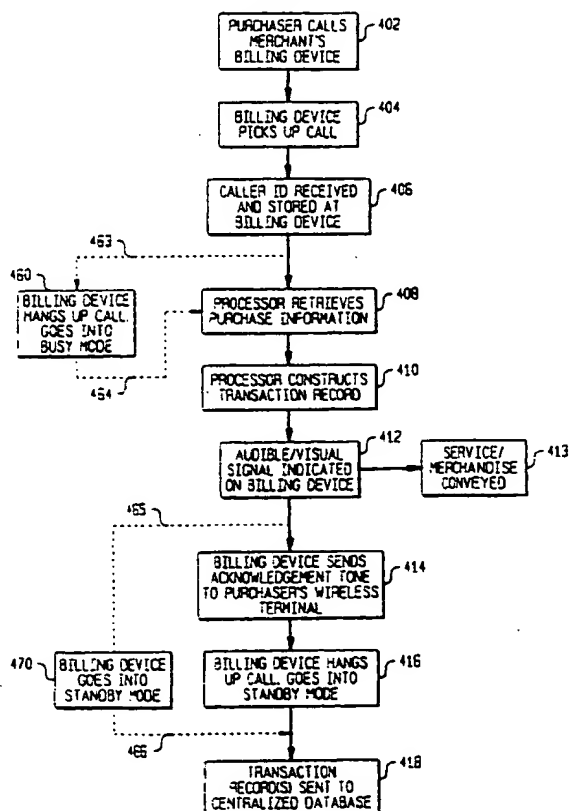 PURCHASER CALLS
MERCHANT'S
BILLING DEVICE
402
BILLING DEVICE
PICKS UP CALL
404
CALLER ID RECEIVED
AND STORED AT
BILLING DEVICE
406
463
460
BILLING DEVICE
HANGS UP CALL.
GOES INTO
BUSY MODE
464
PROCESSOR RETRIEVES
PURCHASE INFORMATION
408
PROCESSOR CONSTRUCTS
TRANSACTION RECORD
410
AUDIBLE/VISUAL
SIGNAL INDICATED
ON BILLING DEVICE
412
SERVICE/
MERCHANDISE
CONVEYED
413
465
BILLING DEVICE SENDS
ACKNOWLEDGEMENT TONE
TO PURCHASER'S WIRELESS
TERMINAL
414
470
BILLING DEVICE
GOES INTO
STANDBY MODE
BILLING DEVICE HANGS
UP CALL. GOES INTO
STANDBY MODE
416
466
TRANSACTION
RECORD(S) SENT TO
CENTRALIZED DATABASE
418